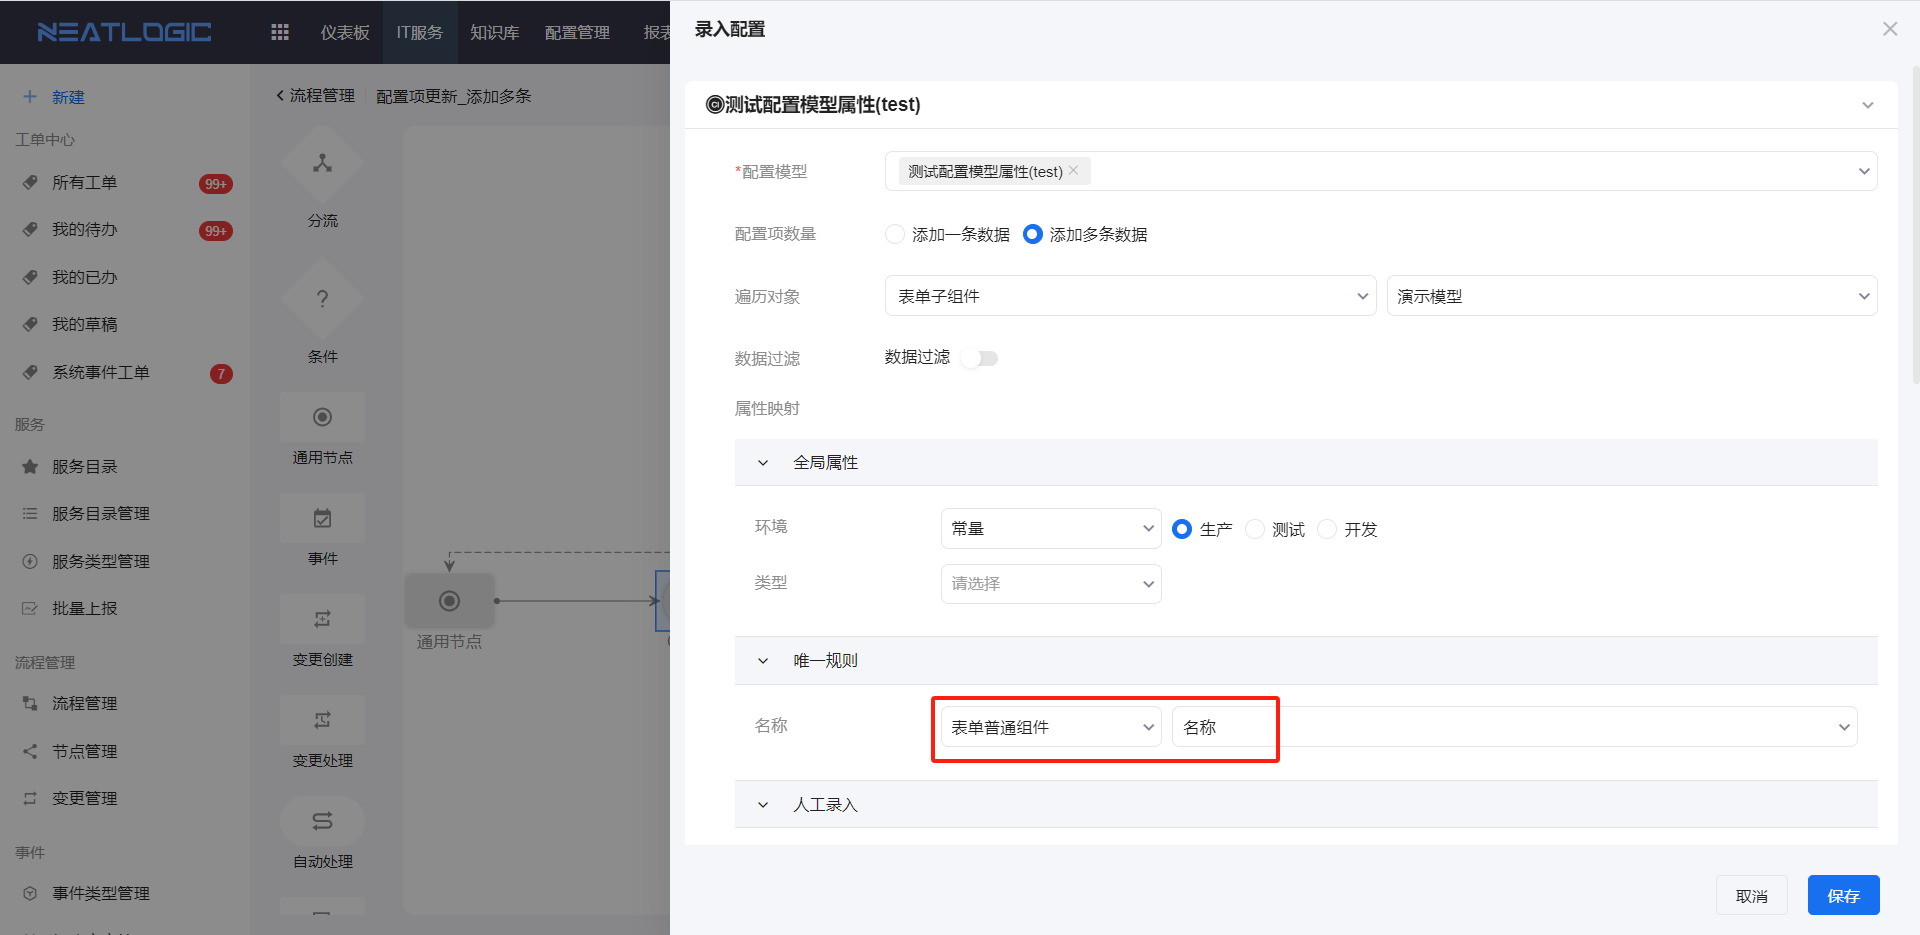 NEATLOGIC
仪表板
IT服务
知识库
配置管理
报表
新建
工单中心
所有工单
99+
我的待办
99+
我的已办
我的草稿
系统事件工单
7
服务
服务目录
服务目录管理
服务类型管理
批量上报
流程管理
流程管理
节点管理
变更管理
事件
事件类型管理
流程管理
配置项更新_添加多条
分流
?
条件
通用节点
事件
变更创建
变更处理
自动处理
通用节点
录入配置
测试配置模型属性(test)
*配置模型
测试配置模型属性(test)
配置项数量
添加一条数据
添加多条数据
遍历对象
表单子组件
演示模型
数据过滤
数据过滤
属性映射
全局属性
环境
常量
生产
测试
开发
类型
请选择
唯一规则
名称
表单普通组件
名称
人工录入
取消
保存